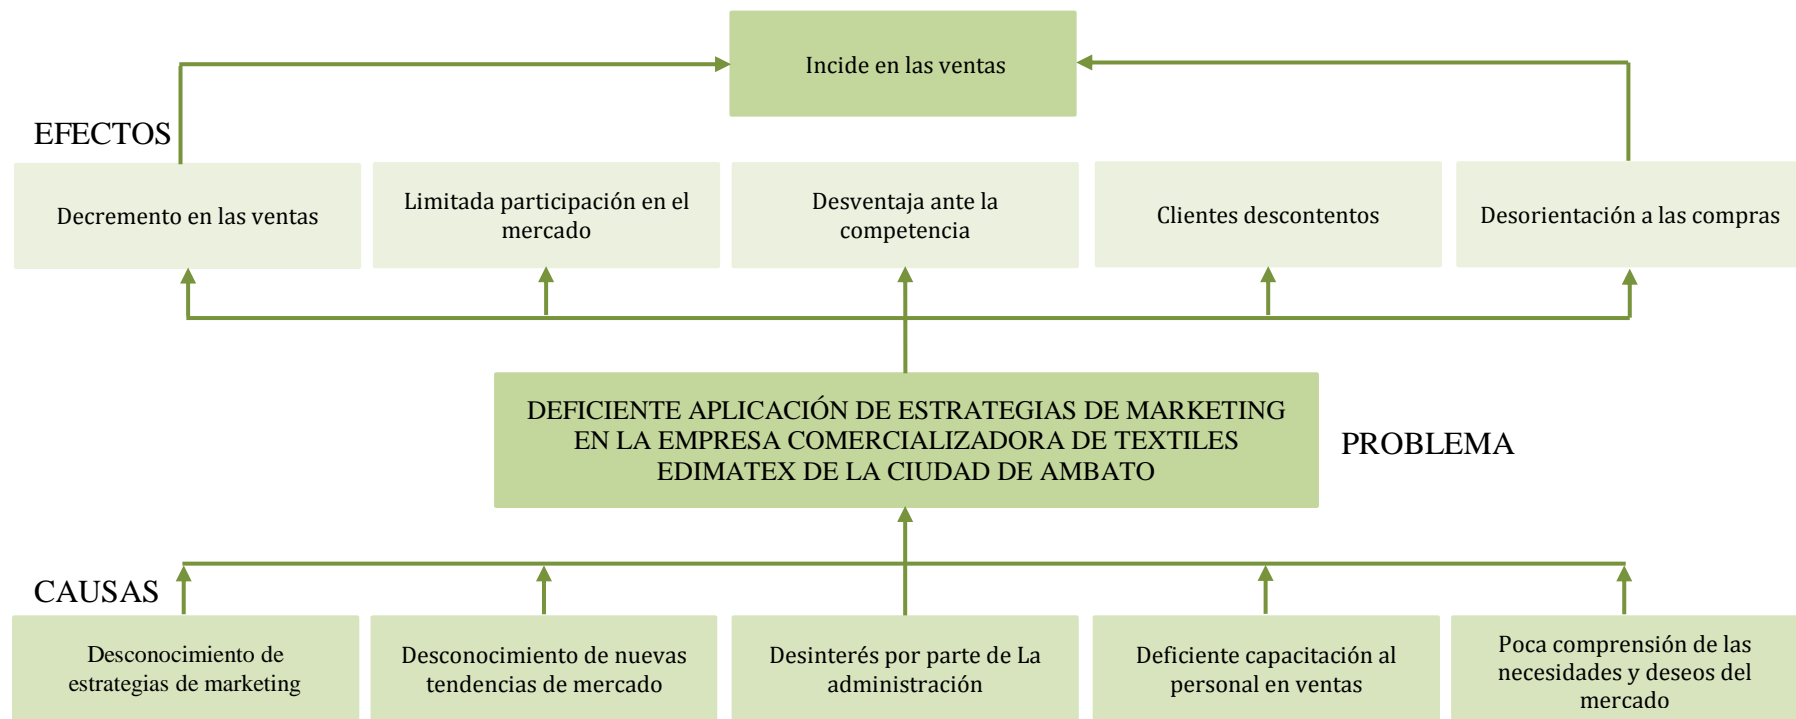 Incide en las ventas
EFECTOS
Decremento en las ventas
Limitada participación en el
mercado
Desventaja ante la
competencia
Clientes descontentos
Desorientación a las compras
DEFICIENTE APLICACIÓN DE ESTRATEGIAS DE MARKETING
EN LA EMPRESA COMERCIALIZADORA DE TEXTILES
EDIMATEX DE LA CIUDAD DE AMBATO
PROBLEMA
CAUSAS
Desconocimiento de
estrategias de marketing
Desconocimiento de nuevas
tendencias de mercado
Desinterés por parte de La
administración
Deficiente capacitación al
personal en ventas
Poca comprensión de las
necesidades y deseos del
mercado